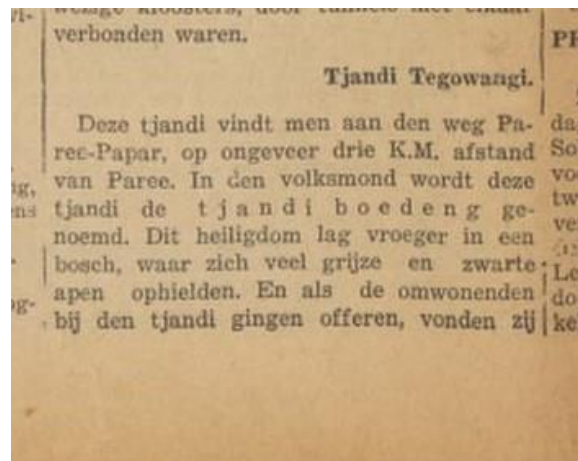 verbonden waren.
Tjandi Tegowangi.
Deze tjandi vindt men aan den weg Pa-
ree-Papar, op ongeveer drie K.M. afstand
van Paree. In den volksmond wordt deze
tjandi de tjandi boedeng ge-
noemd. Dit heiligdom lag vroeger in een
bosch, waar zich veel grijze en zwarte
apen ophielden. En als de omwonenden
bij den tjandi gingen offeren, vonden zij